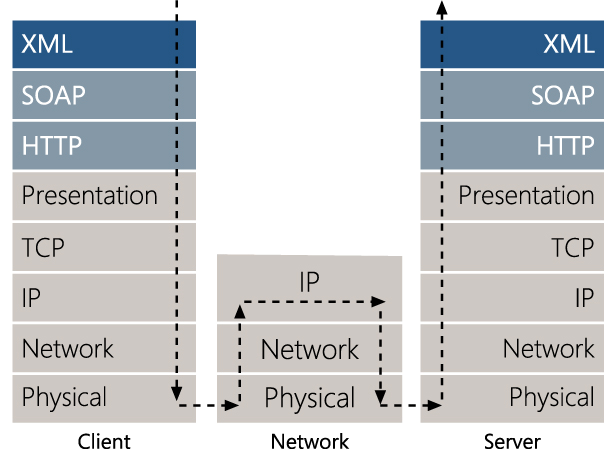 XML
SOAP
HTTP
Presentation
TCP
IP
Network
Physical
Client
IP
Network
Physical
Network
XML
SOAP
HTTP
Presentation
TCP
IP
Network
Physical
Server